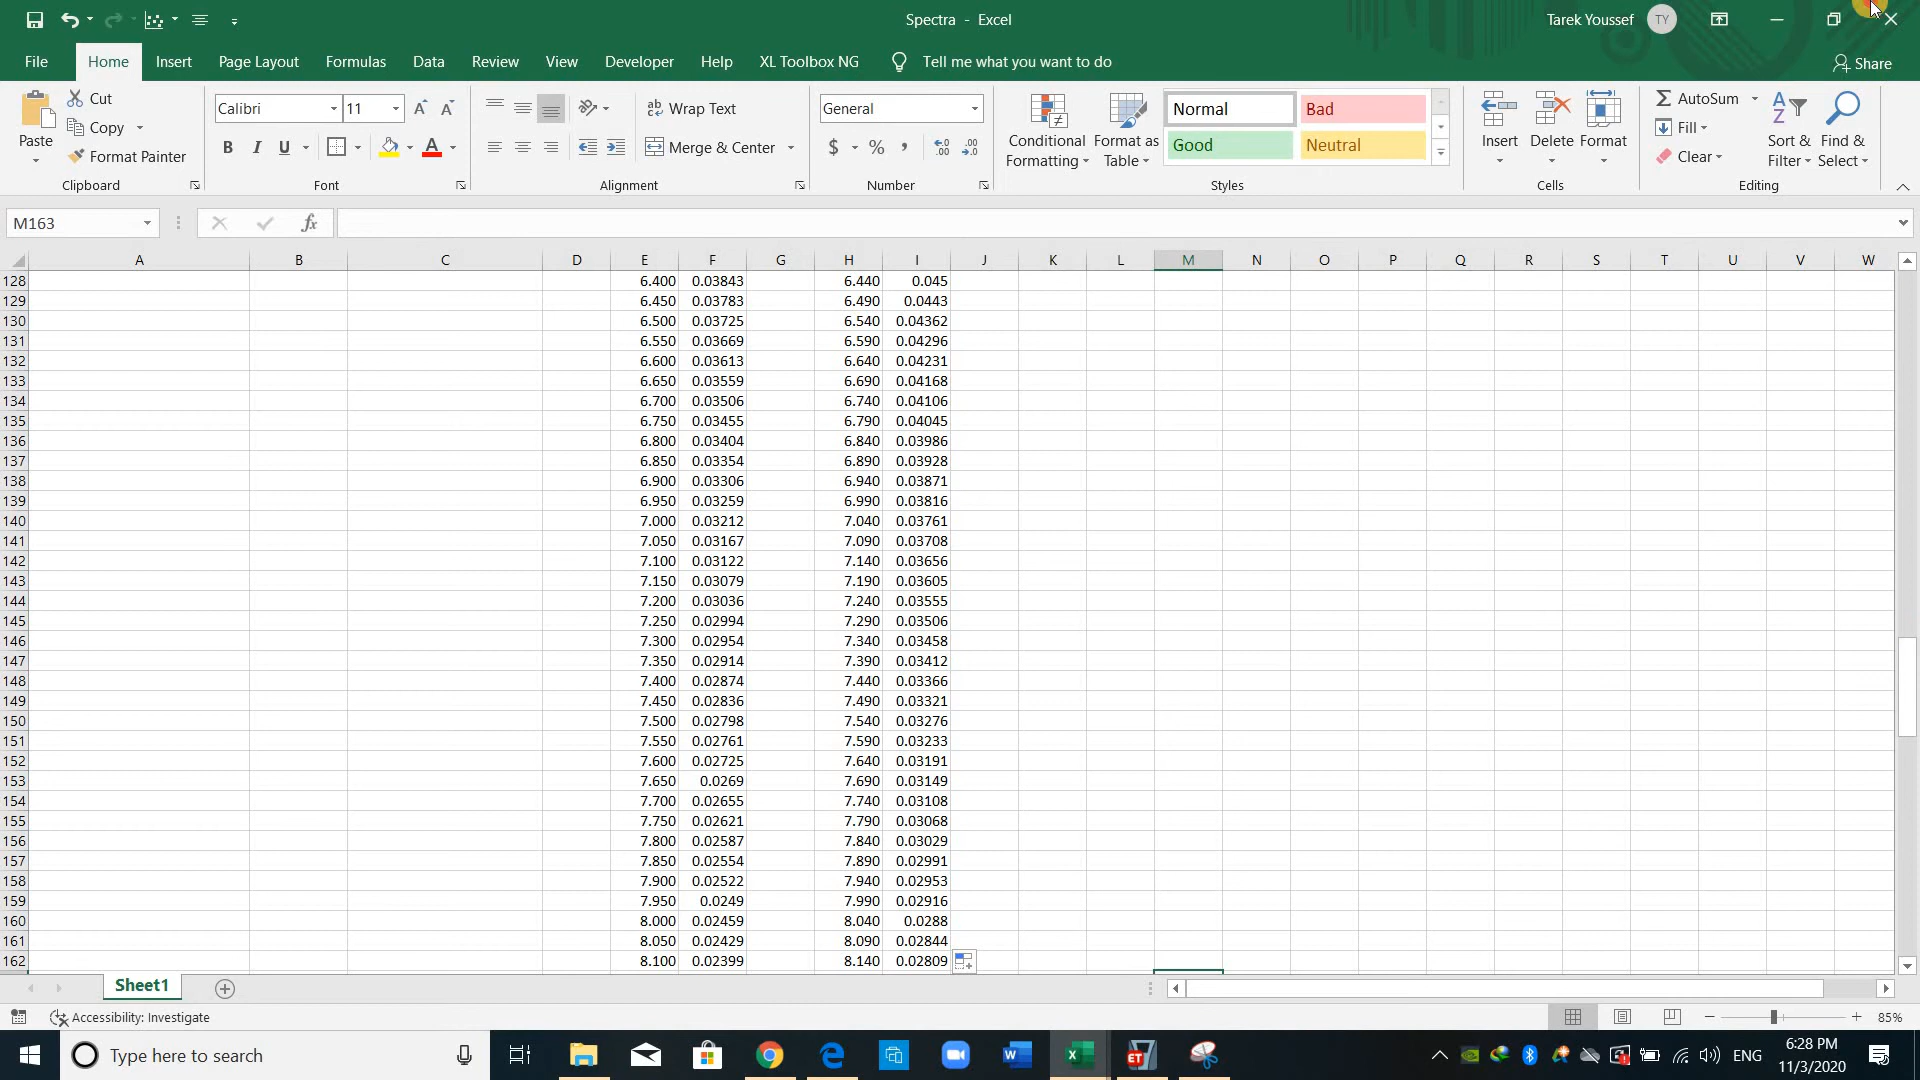 Spectra - Excel
Tarek Youssef
TY
File Home Insert Page Layout Formulas Data Review View Developer Help XL Toolbox NG Tell me what you want to do
Share
Paste
Cut
Copy
Format Painter
Clipboard
Calibri 11
B I U
Font
Wrap Text
Merge & Center
Alignment
General
$ % ,
Number
Conditional Formatting
Format as Table
Normal Bad
Good Neutral
Styles
Insert Delete Format
Cells
AutoSum
Fill
Clear
Sort & Filter
Find & Select
Editing
M163
fx
A B C D E F G H I J K L M N O P Q R S T U V W
128 6.400 0.03843 6.440 0.045
129 6.450 0.03783 6.490 0.0443
130 6.500 0.03725 6.540 0.04362
131 6.550 0.03669 6.590 0.04296
132 6.600 0.03613 6.640 0.04231
133 6.650 0.03559 6.690 0.04168
134 6.700 0.03506 6.740 0.04106
135 6.750 0.03455 6.790 0.04045
136 6.800 0.03404 6.840 0.03986
137 6.850 0.03354 6.890 0.03928
138 6.900 0.03306 6.940 0.03871
139 6.950 0.03259 6.990 0.03816
140 7.000 0.03212 7.040 0.03761
141 7.050 0.03167 7.090 0.03708
142 7.100 0.03122 7.140 0.03656
143 7.150 0.03079 7.190 0.03605
144 7.200 0.03036 7.240 0.03555
145 7.250 0.02994 7.290 0.03506
146 7.300 0.02954 7.340 0.03458
147 7.350 0.02914 7.390 0.03412
148 7.400 0.02874 7.440 0.03366
149 7.450 0.02836 7.490 0.03321
150 7.500 0.02798 7.540 0.03276
151 7.550 0.02761 7.590 0.03233
152 7.600 0.02725 7.640 0.03191
153 7.650 0.0269 7.690 0.03149
154 7.700 0.02655 7.740 0.03108
155 7.750 0.02621 7.790 0.03068
156 7.800 0.02587 7.840 0.03029
157 7.850 0.02554 7.890 0.02991
158 7.900 0.02522 7.940 0.02953
159 7.950 0.0249 7.990 0.02916
160 8.000 0.02459 8.040 0.0288
161 8.050 0.02429 8.090 0.02844
162 8.100 0.02399 8.140 0.02809
Sheet1
Accessibility: Investigate
85%
Type here to search
ENG
6:28 PM
11/3/2020